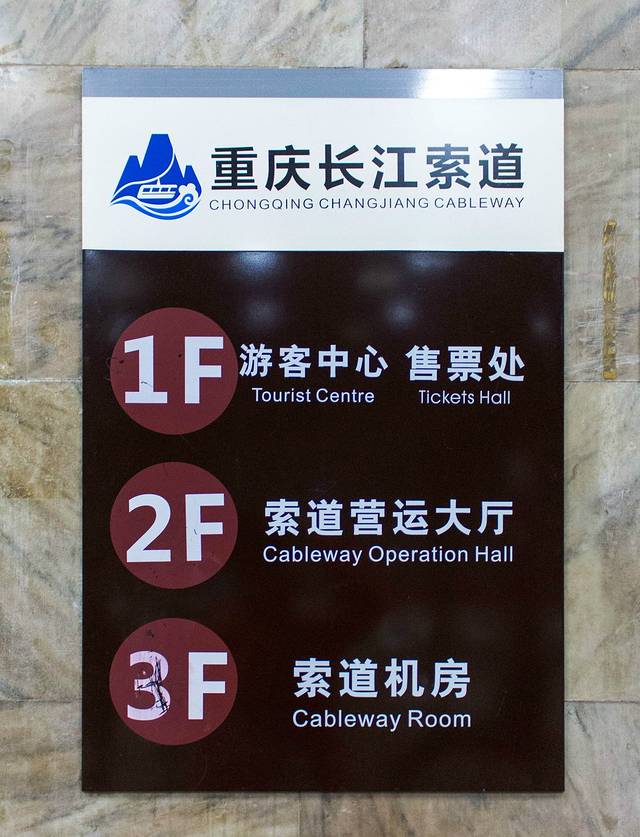 重庆长江索道
CHONGQING CHANGJIANG CABLEWAY
1F 游客中心 售票处
Tourist Centre Tickets Hall
2F 索道营运大厅
Cableway Operation Hall
3F 索道机房
Cableway Room